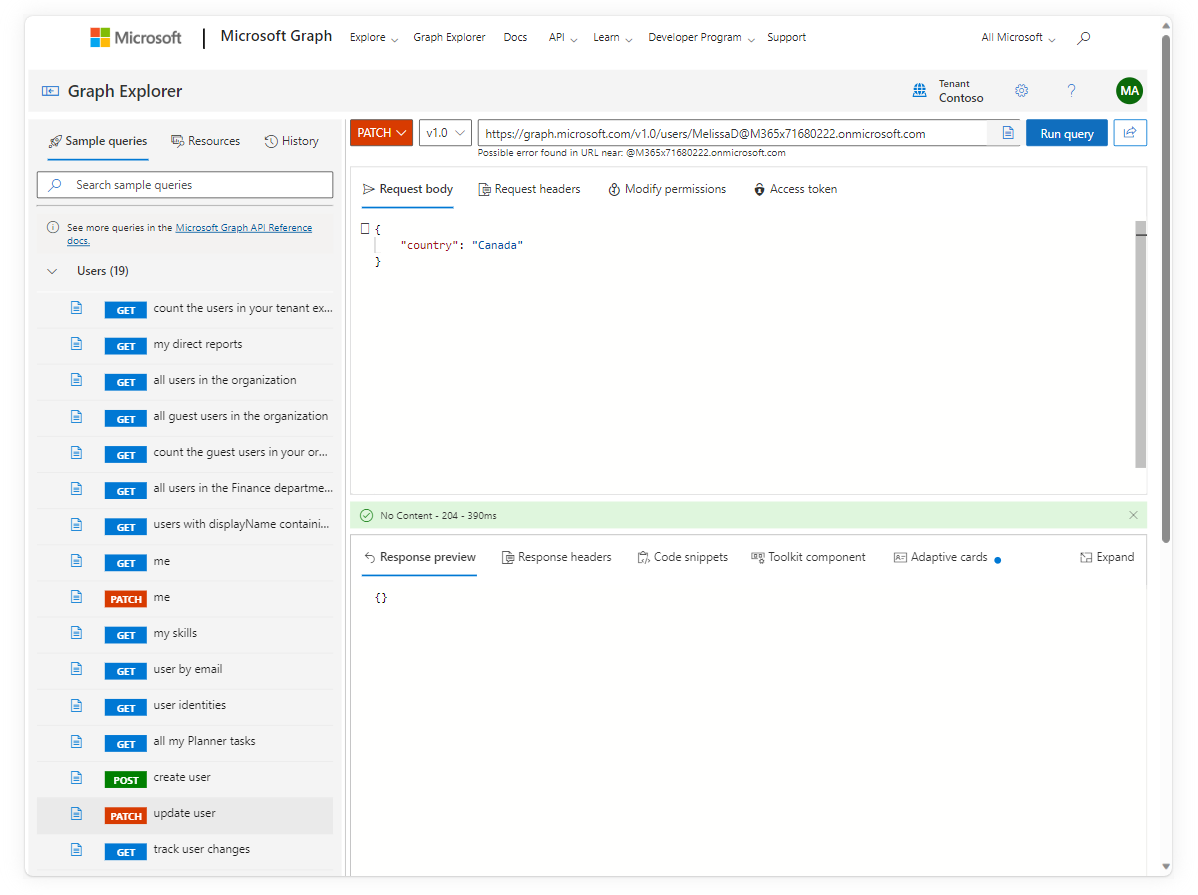 Microsoft | Microsoft Graph Explore Graph Explorer Docs API Learn Developer Program Support All Microsoft
Graph Explorer Tenant Contoso ? MA
Sample queries Resources History
Search sample queries
See more queries in the Microsoft Graph API Reference
docs.
Users (19)
GET count the users in your tenant ex...
GET my direct reports
GET all users in the organization
GET all guest users in the organization
GET count the guest users in your or...
GET all users in the Finance departme...
GET users with displayName containi...
GET me
PATCH me
GET my skills
GET user by email
GET user identities
GET all my Planner tasks
POST create user
PATCH update user
GET track user changes
PATCH v1.0 https://graph.microsoft.com/v1.0/users/MelissaD@M365x71680222.onmicrosoft.com Run query
Possible error found in URL near: @M365x71680222.onmicrosoft.com
Request body Request headers Modify permissions Access token
{
"country": "Canada"
}
No Content - 204 - 390ms
Response preview Response headers Code snippets Toolkit component Adaptive cards Expand
{}